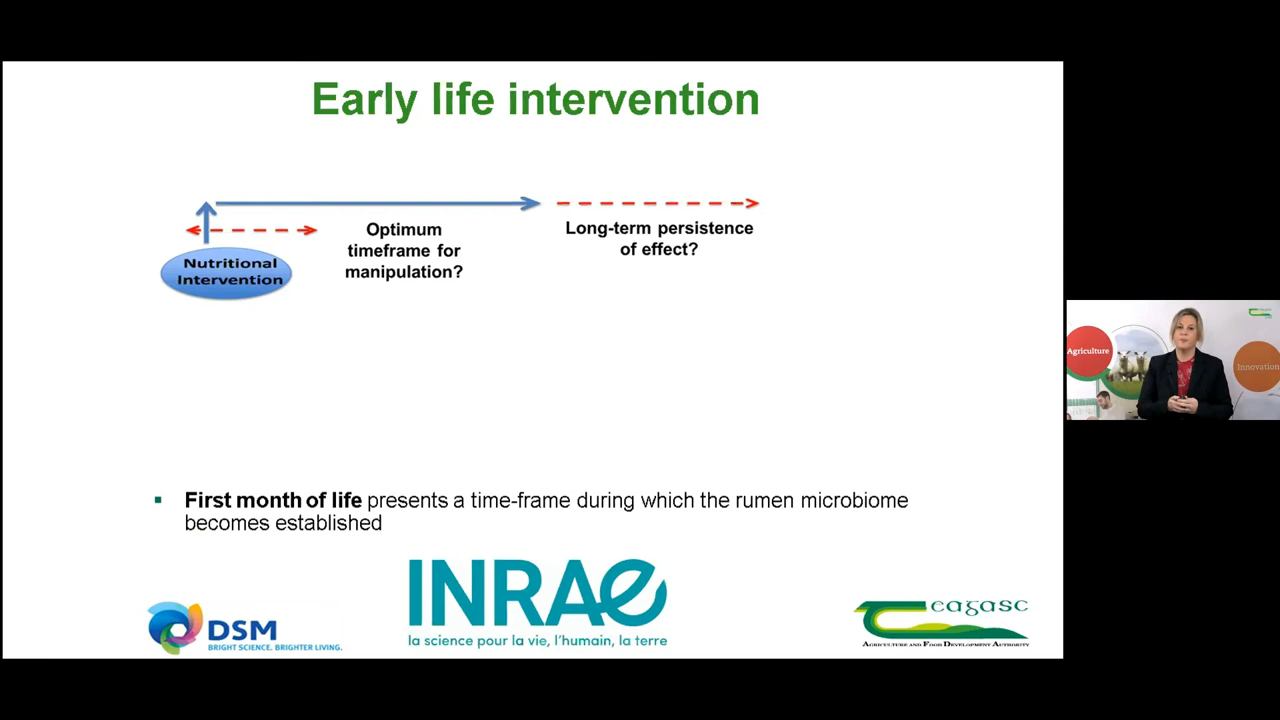 Early life intervention
Optimum
timeframe for
manipulation?
Long-term persistence
of effect?
Nutritional
Intervention
Agriculture
Innovation
▪ First month of life presents a time-frame during which the rumen microbiome
becomes established
INRAE
la science pour la vie, l'humain, la terre
DSM
BRIGHT SCIENCE. BRIGHTER LIVING.
teagasc
AGRICULTURE AND FOOD DEVELOPMENT AUTHORITY